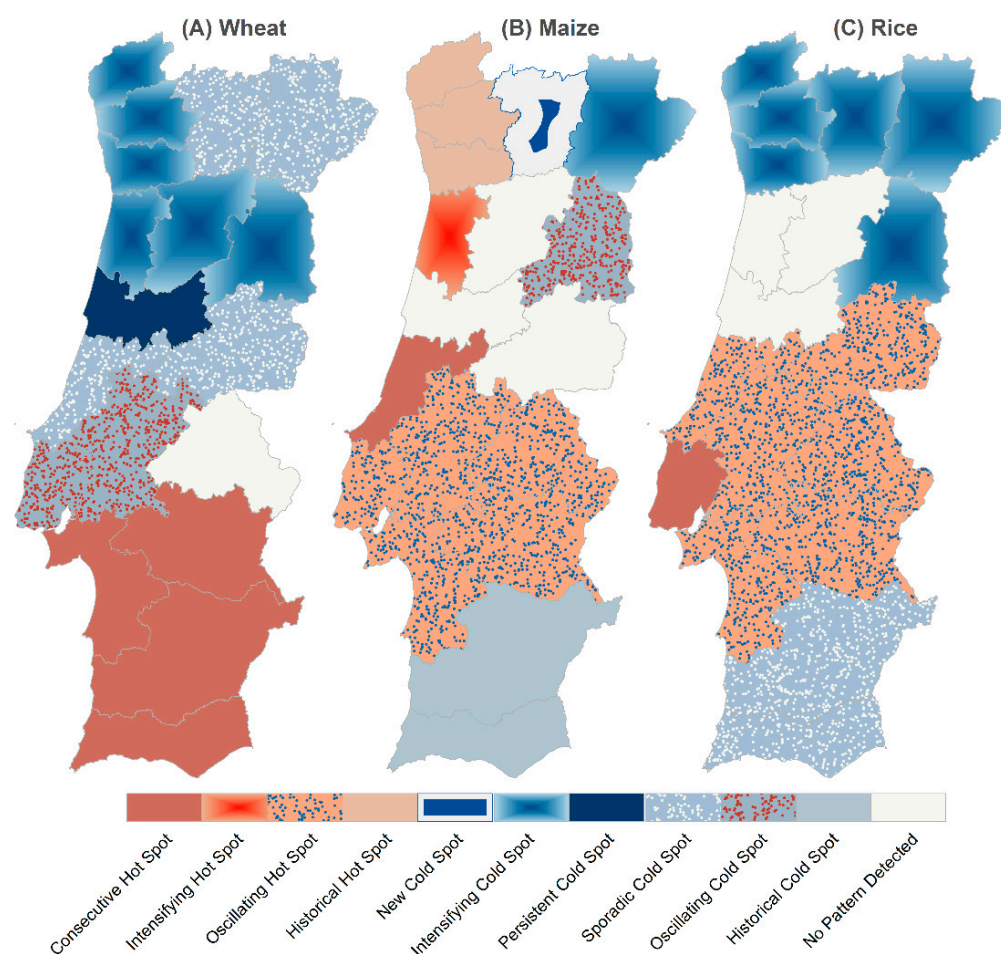 (A) Wheat
(B) Maize
(C) Rice
Consecutive Hot Spot
Intensifying Hot Spot
Oscillating Hot Spot
Historical Hot Spot
New Cold Spot
Intensifying Cold Spot
Persistent Cold Spot
Sporadic Cold Spot
Oscillating Cold Spot
Historical Cold Spot
No Pattern Detected